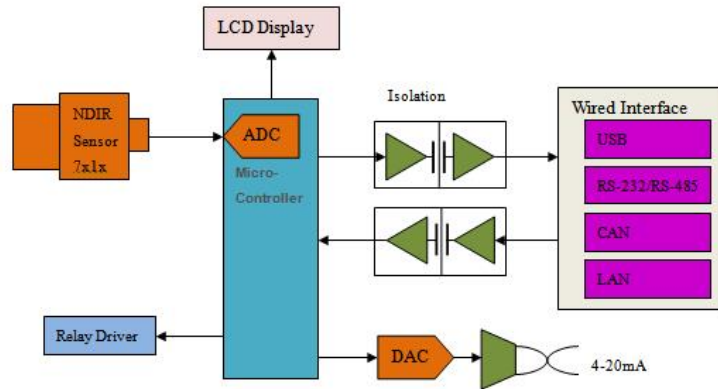 LCD Display
NDIR
Sensor
7x1x
ADC
Micro-
Controller
Isolation
Wired Interface
USB
RS-232/RS-485
CAN
LAN
Relay Driver
DAC
4-20mA